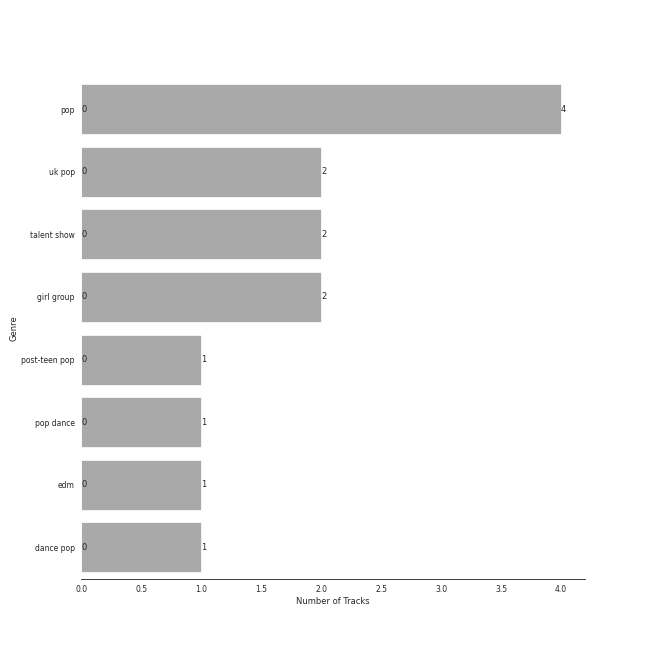 pop 0 4
uk pop 0 2
talent show 0 2
girl group 0 2
Genre
post-teen pop 0 1
pop dance 0 1
edm 0 1
dance pop 0 1
0.0 0.5 1.0 1.5 2.0 2.5 3.0 3.5 4.0
Number of Tracks